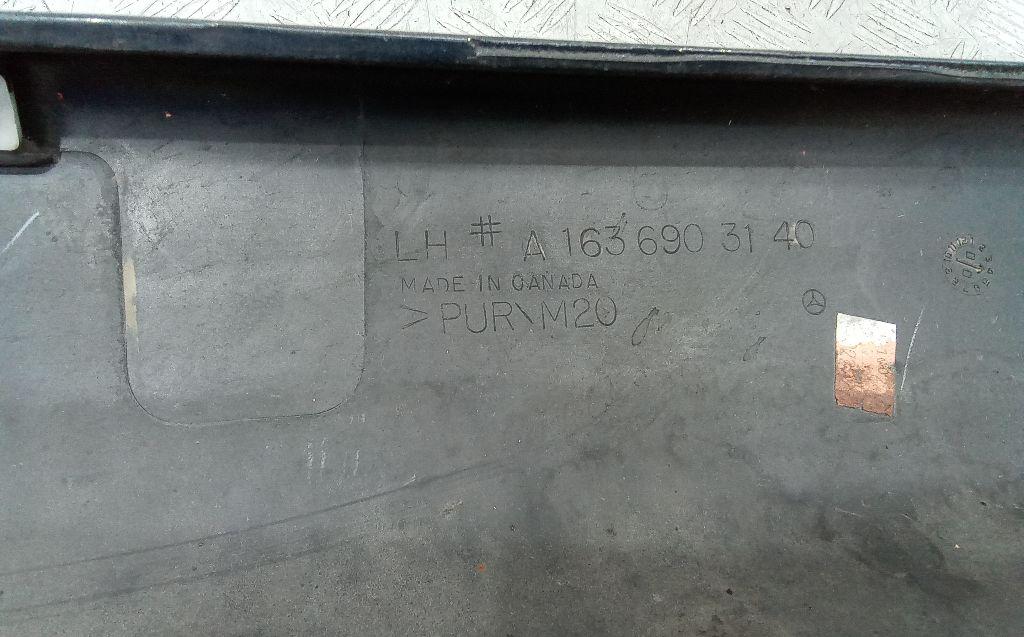 LH # A 163 690 31 40
MADE-IN CANADA
> PUR\M20